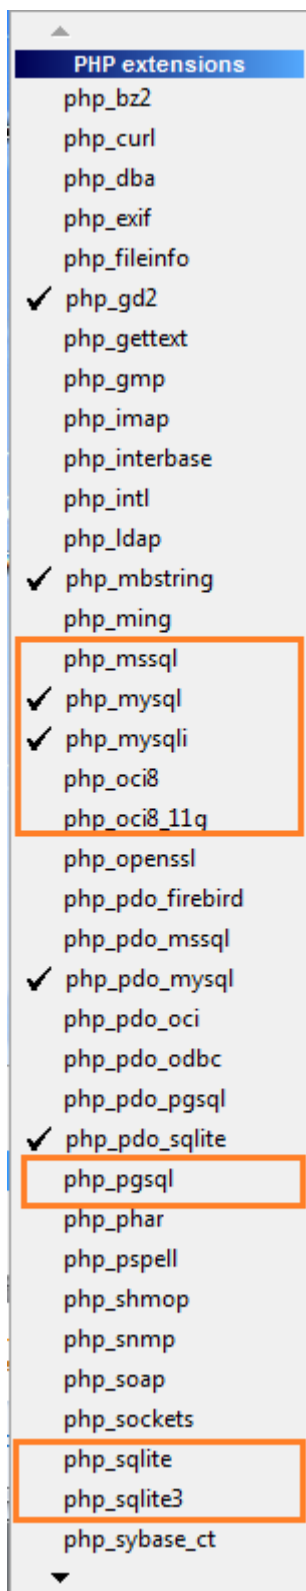 PHP extensions
php_bz2
php_curl
php_dba
php_exif
php_fileinfo
php_gd2
php_gettext
php_gmp
php_imap
php_interbase
php_intl
php_ldap
php_mbstring
php_ming
php_mssql
php_mysql
php_mysqli
php_oci8
php_oci8_11g
php_openssl
php_pdo_firebird
php_pdo_mssql
php_pdo_mysql
php_pdo_oci
php_pdo_odbc
php_pdo_pgsql
php_pdo_sqlite
php_pgsql
php_phar
php_pspell
php_shmop
php_snmp
php_soap
php_sockets
php_sqlite
php_sqlite3
php_sybase_ct